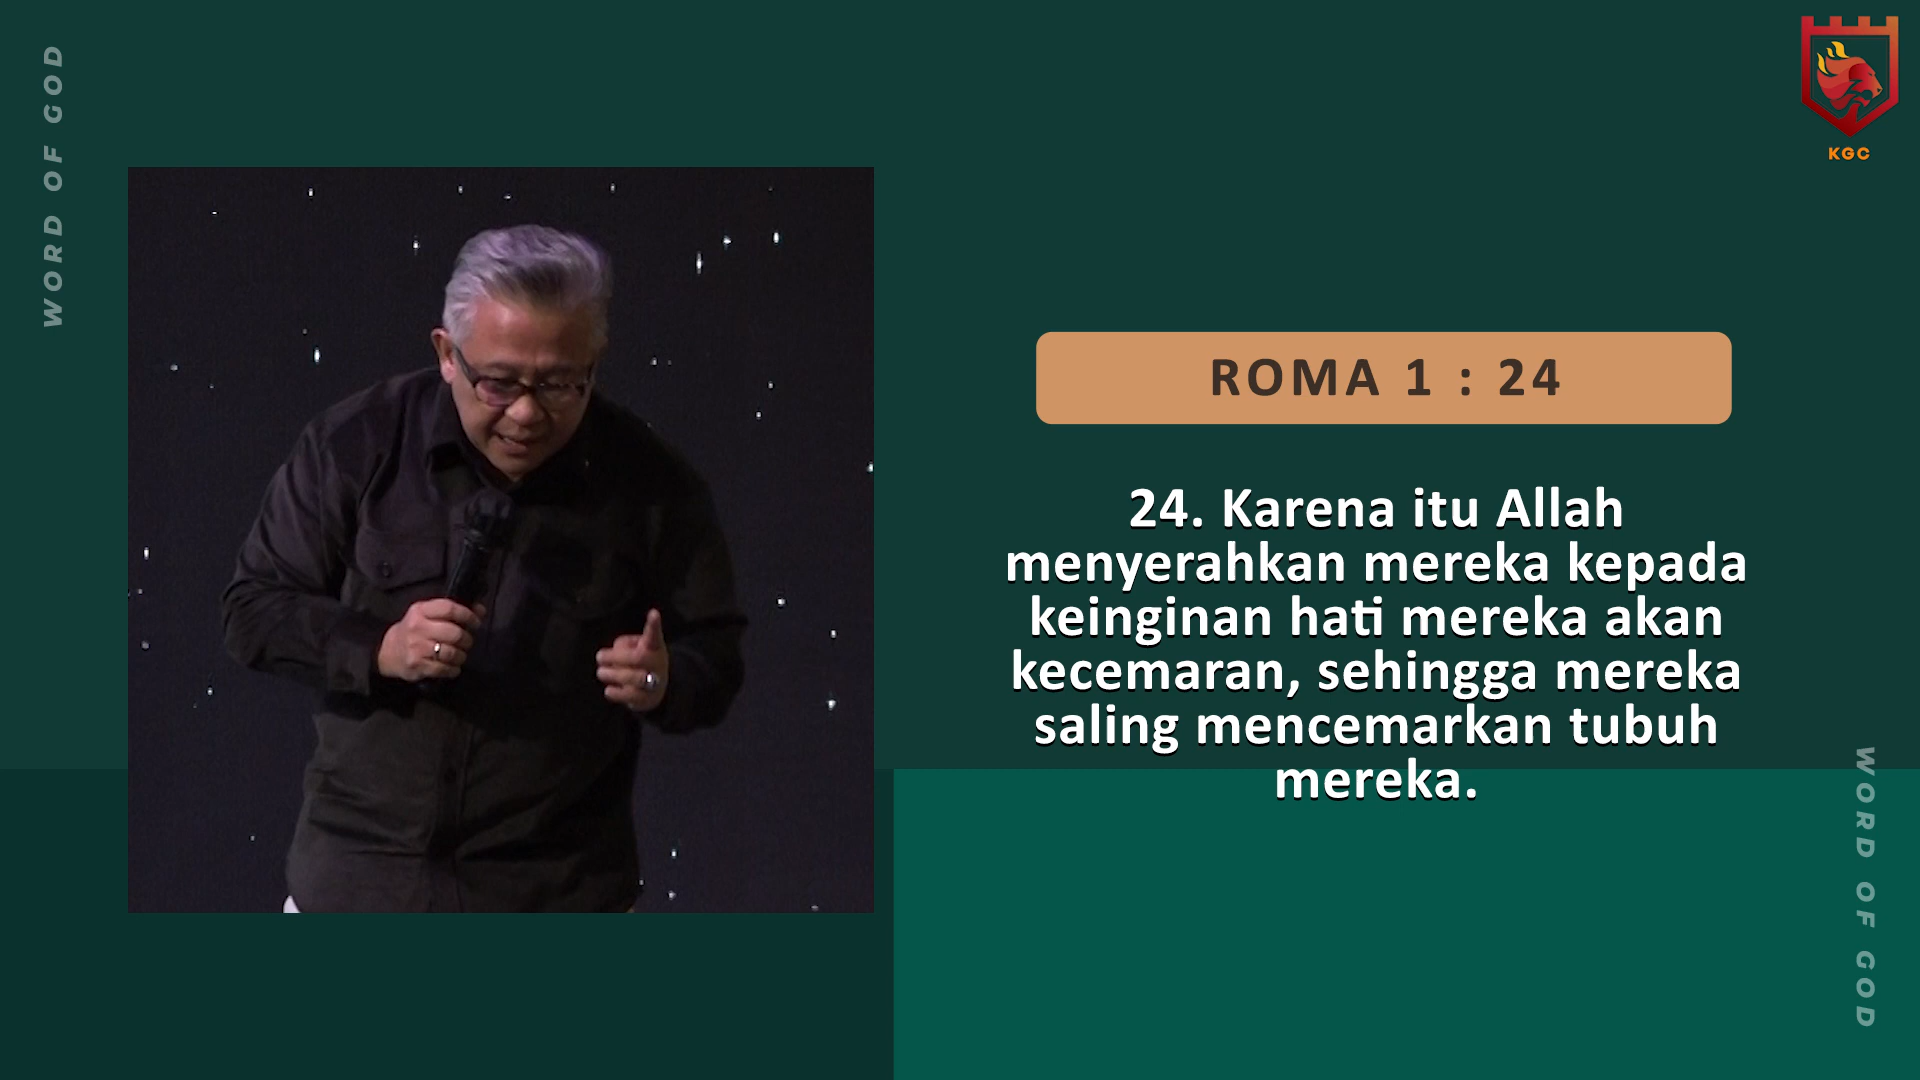 WORD OF GOD
KGC
ROMA 1 : 24
24. Karena itu Allah
menyerahkan mereka kepada
keinginan hati mereka akan
kecemaran, sehingga mereka
saling mencemarkan tubuh
mereka.
WORD OF GOD